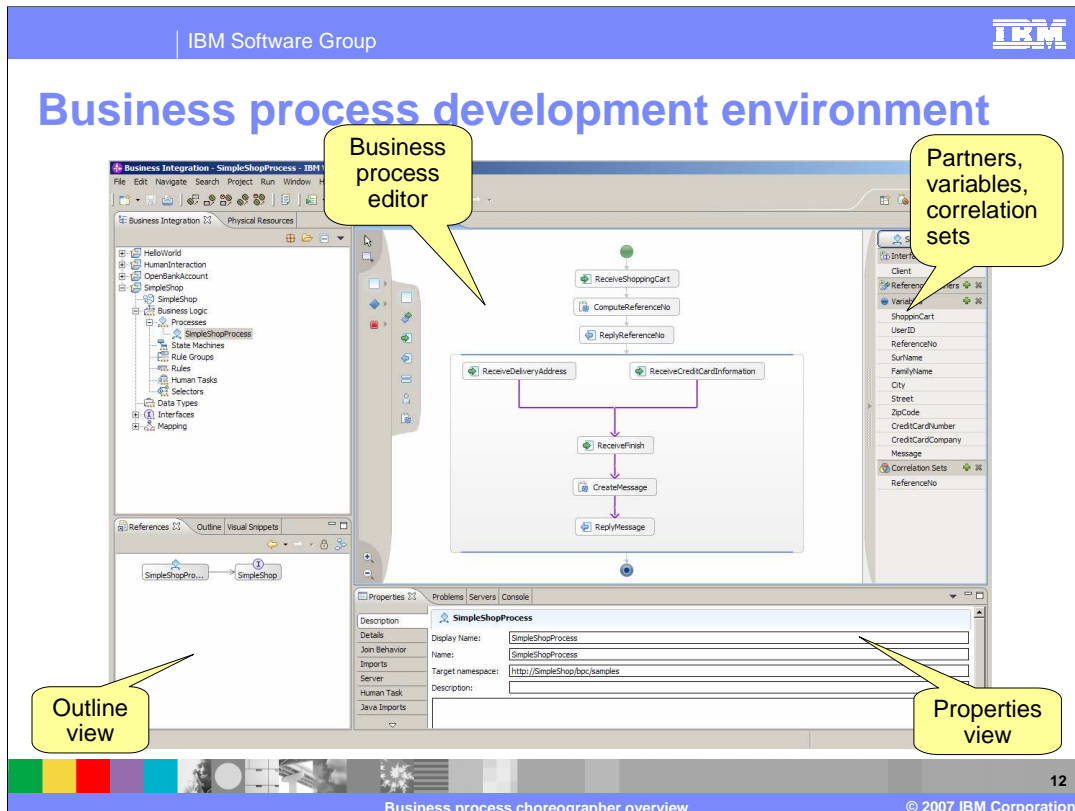 IBM Software Group
IBM
Business process development environment
Business
process
editor
Partners,
variables,
correlation
sets
Business Integration - SimpleShopProcess - IBM
File Edit Navigate Search Project Run Window
Business Integration
Physical Resources
HelloWorld
HumanInteraction
OpenBankAccount
SimpleShop
SimpleShop
Business Logic
Processes
SimpleShopProcess
State Machines
Rule Groups
Rules
Human Tasks
Selectors
Data Types
Interfaces
Mapping
ReceiveShoppingCart
ComputeReferenceNo
ReplyReferenceNo
ReceiveDeliveryAddress
ReceiveCreditCardInformation
ReceiveFinish
CreateMessage
ReplyMessage
Client
ShoppinCart
UserID
ReferenceNo
SurName
FamilyName
City
Street
ZipCode
CreditCardNumber
CreditCardCompany
Message
Correlation Sets
ReferenceNo
References
Outline
Visual Snippets
SimpleShopPro...
SimpleShop
Properties
Problems
Servers
Console
Description
Details
Join Behavior
Imports
Server
Human Task
Java Imports
SimpleShopProcess
Display Name: SimpleShopProcess
Name: SimpleShopProcess
Target namespace: http://SimpleShop/bpc/samples
Description:
Outline
view
Properties
view
12
Business process choreographer overview
© 2007 IBM Corporation